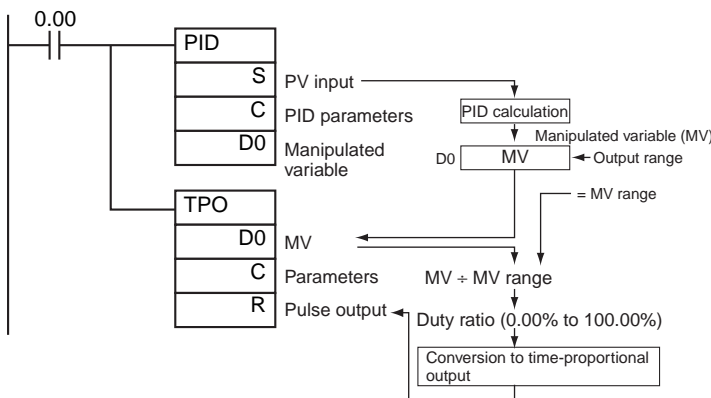 0.00
PID
S PV input
C PID parameters
D0 Manipulated
variable
PID calculation
Manipulated variable (MV)
D0 MV Output range
= MV range
TPO
D0 MV
C Parameters
R Pulse output
MV ÷ MV range
Duty ratio (0.00% to 100.00%)
Conversion to time-proportional
output